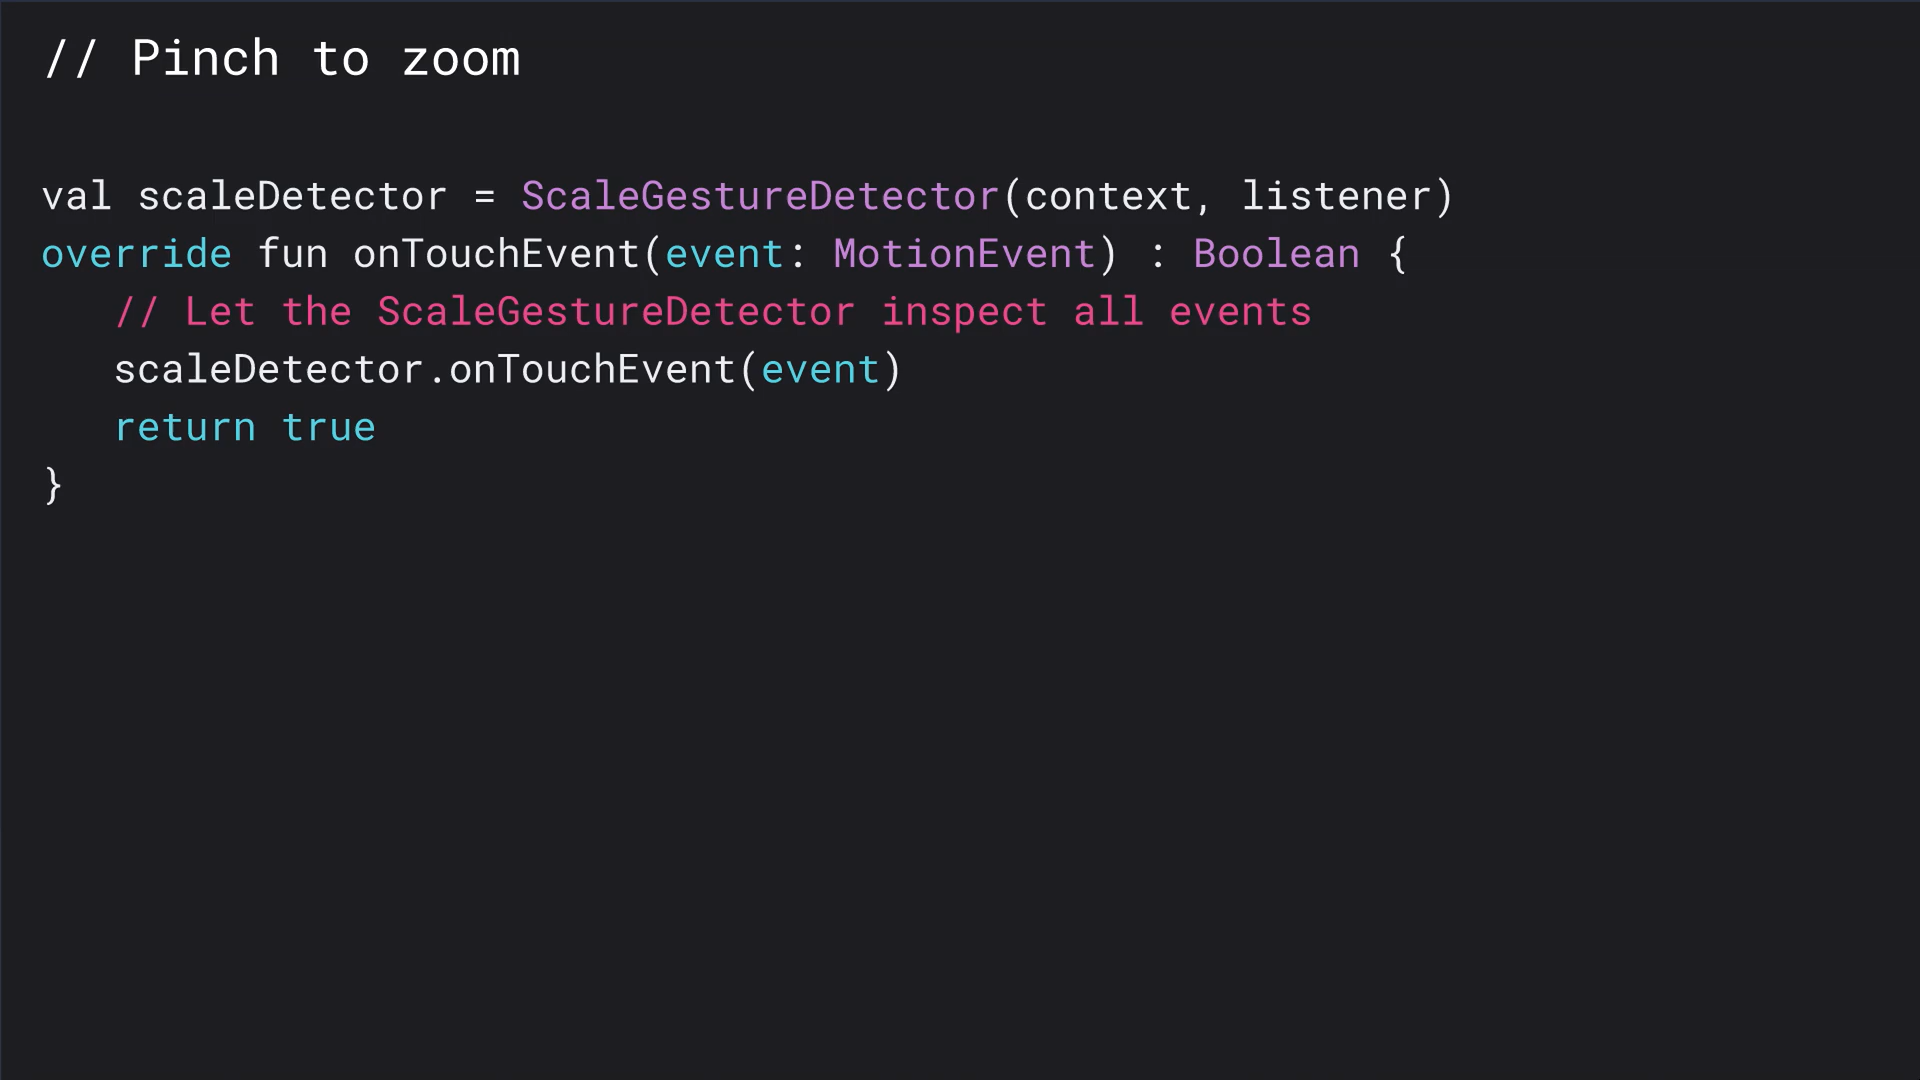 // Pinch to zoom
val scaleDetector = ScaleGestureDetector(context, listener)
override fun onTouchEvent(event: MotionEvent) : Boolean {
// Let the ScaleGestureDetector inspect all events
scaleDetector.onTouchEvent(event)
return true
}